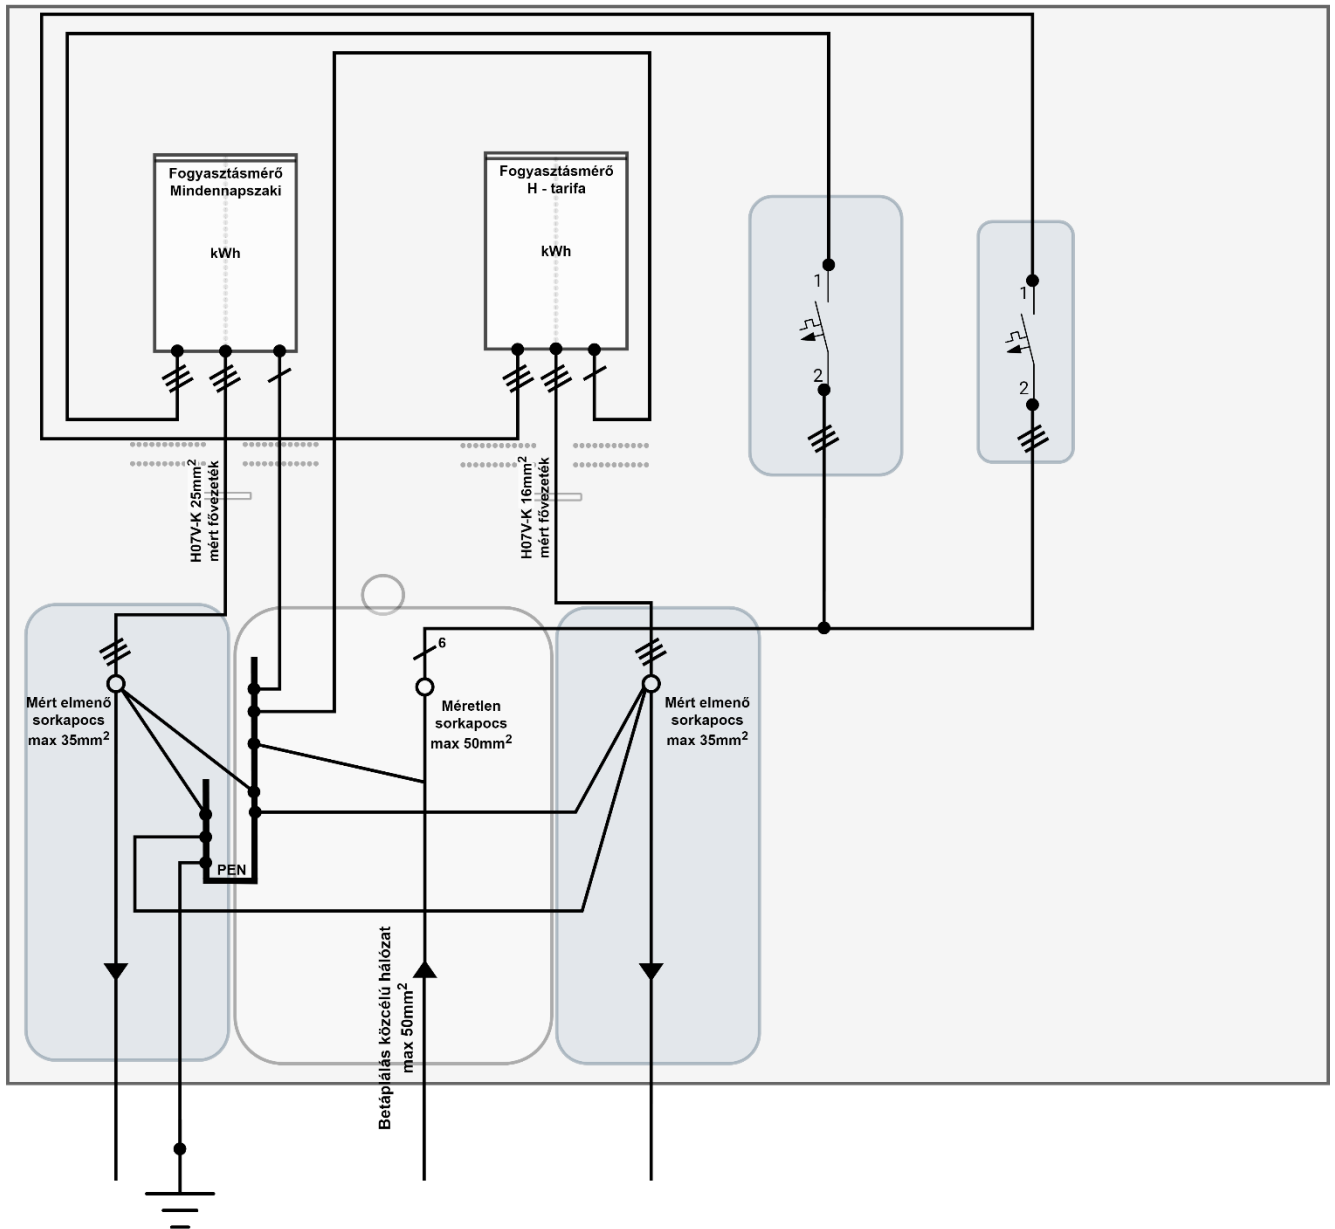 Fogyasztásmérő
Mindennapszaki
kWh
Fogyasztásmérő
H - tarifa
kWh
1
2
1
2
H07V-K 25mm²
mért fővezeték
H07V-K 16mm²
mért fővezeték
6
Mért elmenő
sorkapocs
max 35mm²
Méretlen
sorkapocs
max 50mm²
Mért elmenő
sorkapocs
max 35mm²
PEN
Betáplálás közcélú hálózat
max 50mm²